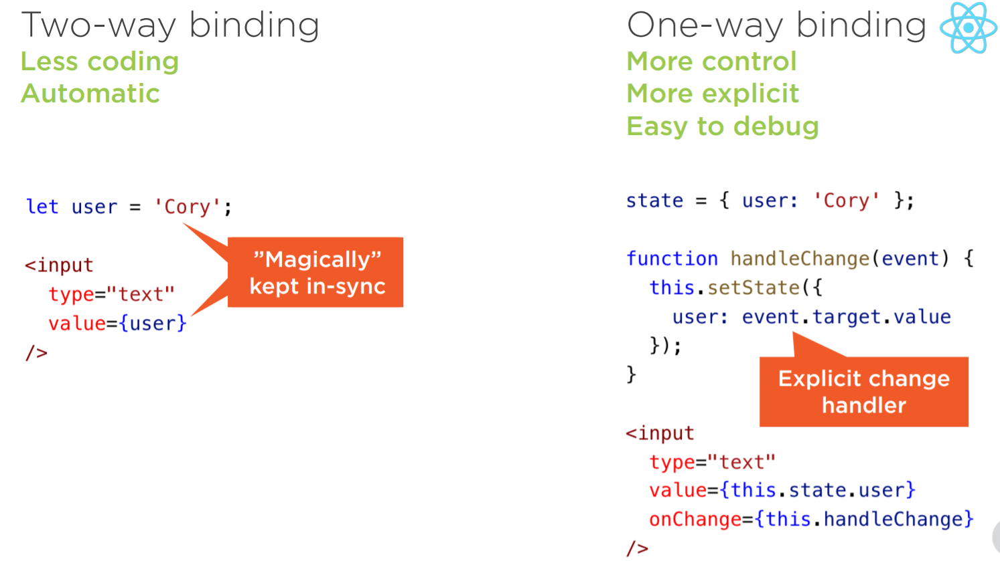 Two-way binding
Less coding
Automatic
let user = 'Cory';
<input
type="text"
value={user}
/>
”Magically”
kept in-sync
One-way binding
More control
More explicit
Easy to debug
state = { user: 'Cory' };
function handleChange(event) {
this.setState({
user: event.target.value
});
}
Explicit change
handler
<input
type="text"
value={this.state.user}
onChange={this.handleChange}
/>